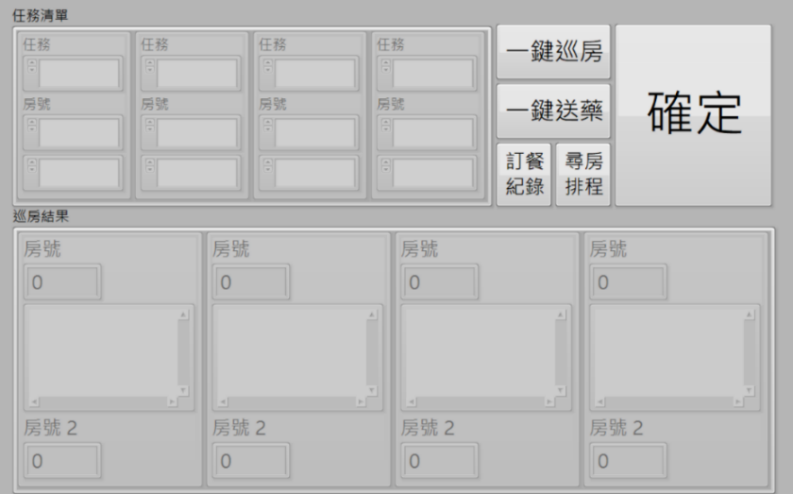 任務清單
任務 任務 任務 任務
房號 房號 房號 房號
一鍵巡房
一鍵送藥
訂餐
紀錄
尋房
排程
確定
巡房結果
房號 房號 房號 房號
0 0 0 0
房號 2 房號 2 房號 2 房號 2
0 0 0 0